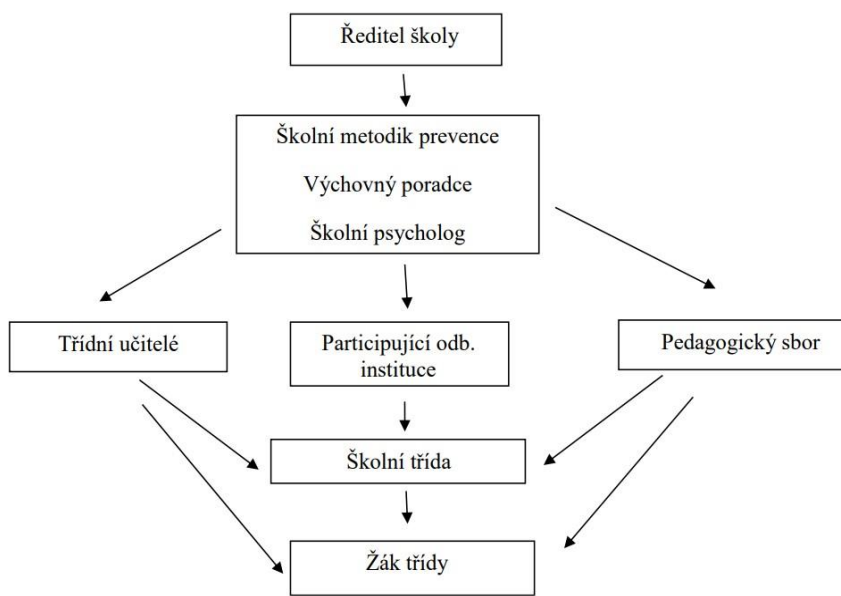 Ředitel školy
Školní metodik prevence
Výchovný poradce
Školní psycholog
Třídní učitelé
Participující odb.
instituce
Pedagogický sbor
Školní třída
Žák třídy